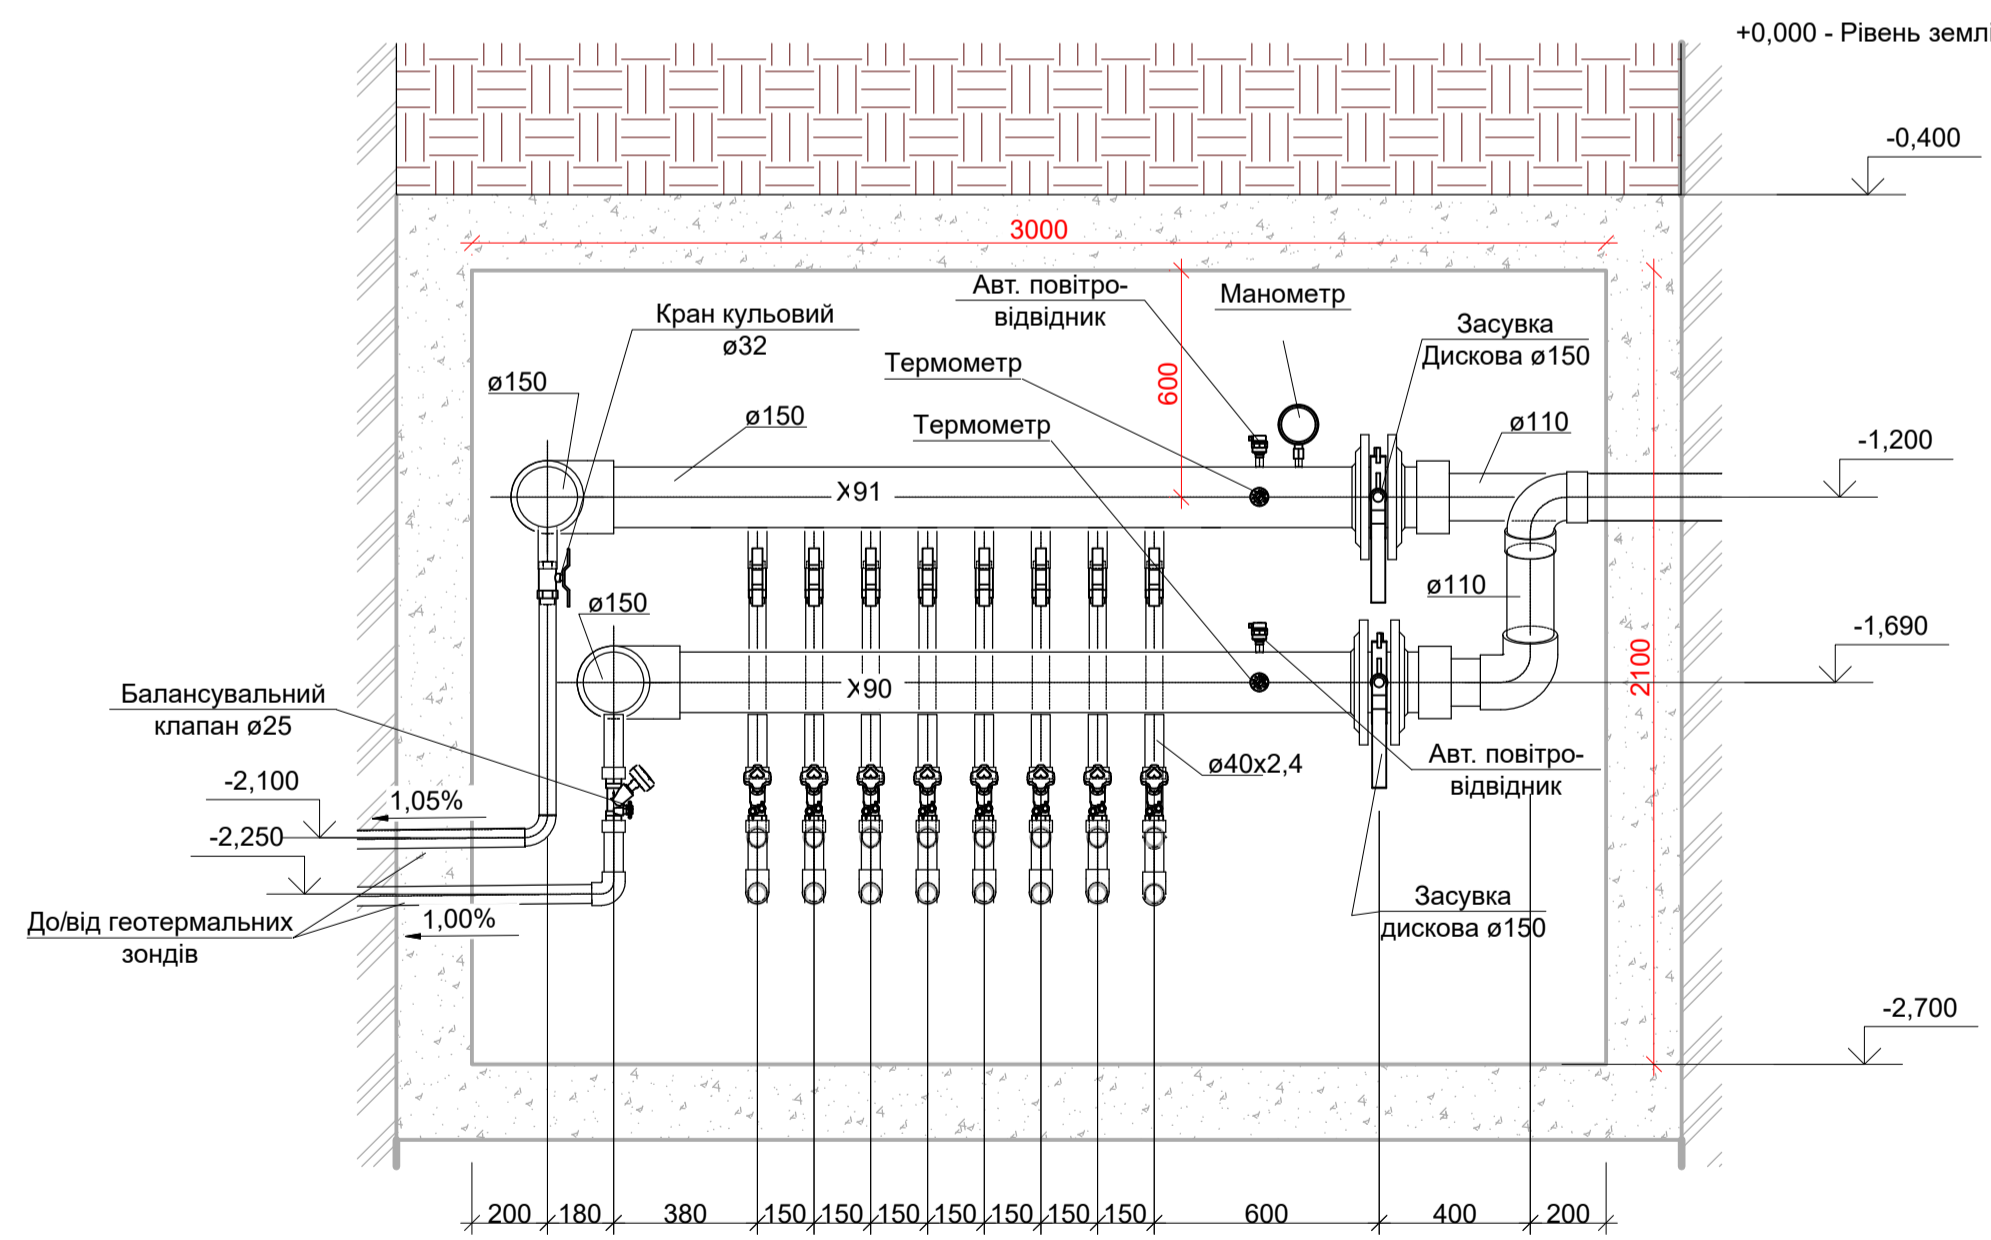 +0,000 - Рівень землі
-0,400
3000
Авт. повітро-
відвідник
Манометр
Кран кульовий
ø32
Засувка
Дискова ø150
Термометр
600
ø150
ø150
Термометр
ø110
-1,200
X91
ø110
ø150
-1,690
2100
X90
Балансувальний
клапан ø25
ø40x2,4
Авт. повітро-
відвідник
-2,100
1,05%
-2,250
До/від геотермальних
зондів
1,00%
Засувка
дискова ø150
-2,700
200 180 380 150 150 150 150 150 150 150 600 400 200